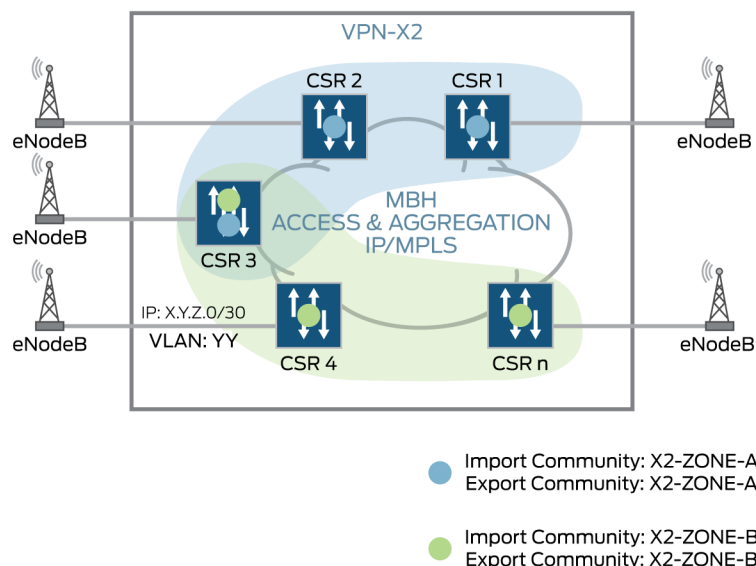 VPN-X2
CSR 2
CSR 1
eNodeB
eNodeB
eNodeB
CSR 3
MBH
ACCESS & AGGREGATION
IP/MPLS
IP: X.Y.Z.0/30
VLAN: YY
eNodeB
CSR 4
CSR n
eNodeB
Import Community: X2-ZONE-A
Export Community: X2-ZONE-A
Import Community: X2-ZONE-B
Export Community: X2-ZONE-B